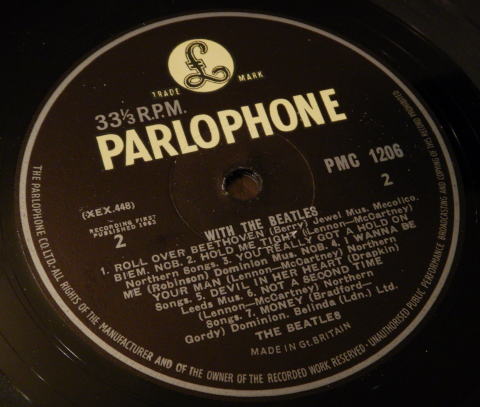 £
TRADE MARK
33⅓ R.P.M.
PARLOPHONE
PMC 1206
2
(XEX.448)
RECORDING FIRST
PUBLISHED 1963
2
WITH THE BEATLES
1. ROLL OVER BEETHOVEN (Berry) Jewel Mus. Mecolico.
BIEM. NCB. 2. HOLD ME TIGHT (Lennon—McCartney)
Northern Songs. 3. YOU REALLY GOT A HOLD ON
ME (Robinson) Dominion Mus. NCB. 4. I WANNA BE
YOUR MAN (Lennon—McCartney) Northern
Songs. 5. DEVIL IN HER HEART (Drapkin)
Leeds Mus. 6. NOT A SECOND TIME
(Lennon—McCartney) Northern
Songs. 7. MONEY (Bradford—
Gordy) Dominion, Belinda (Ldn.) Ltd.
THE BEATLES
MADE IN Gt. BRITAIN
THE PARLOPHONE CO. LTD. - ALL RIGHTS OF THE MANUFACTURER AND OF THE OWNER OF THE RECORDED WORK RESERVED - UNAUTHORISED PUBLIC PERFORMANCE BROADCASTING AND COPYING OF THIS RECORD PROHIBITED